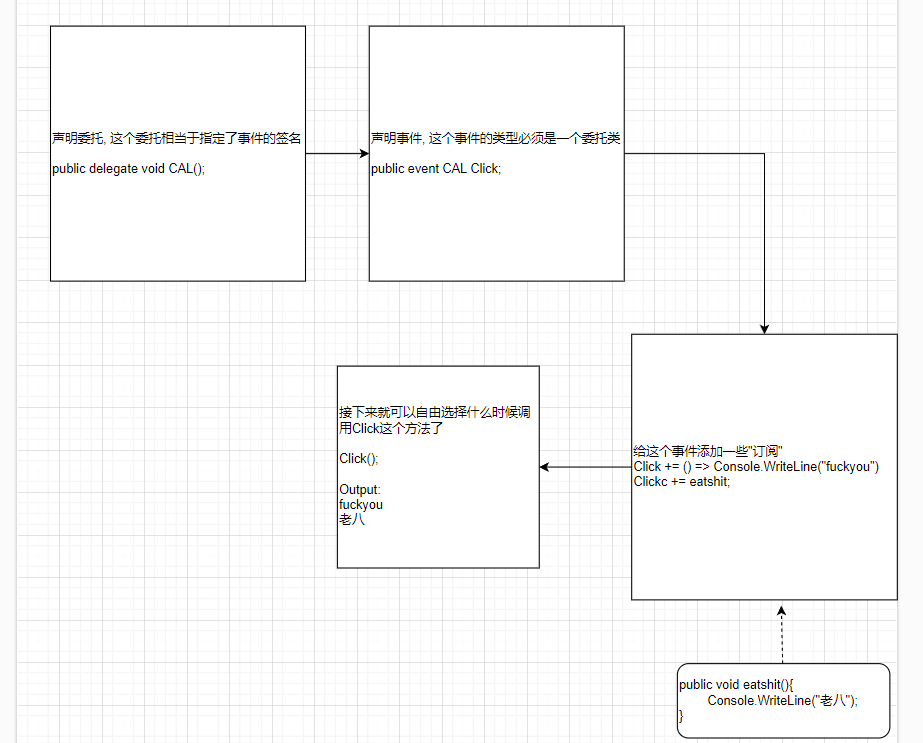 声明委托, 这个委托相当于指定了事件的签名
public delegate void CAL();
声明事件, 这个事件的类型必须是一个委托类
public event CAL Click;
给这个事件添加一些"订阅"
Click += () => Console.WriteLine("fuckyou")
Clickc += eatshit;
接下来就可以自由选择什么时候调
用Click这个方法了
Click();
Output:
fuckyou
老八
public void eatshit(){
Console.WriteLine("老八");
}